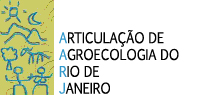 ARTICULAÇÃO DE
AGROECOLOGIA DO
RIO DE
JANEIRO